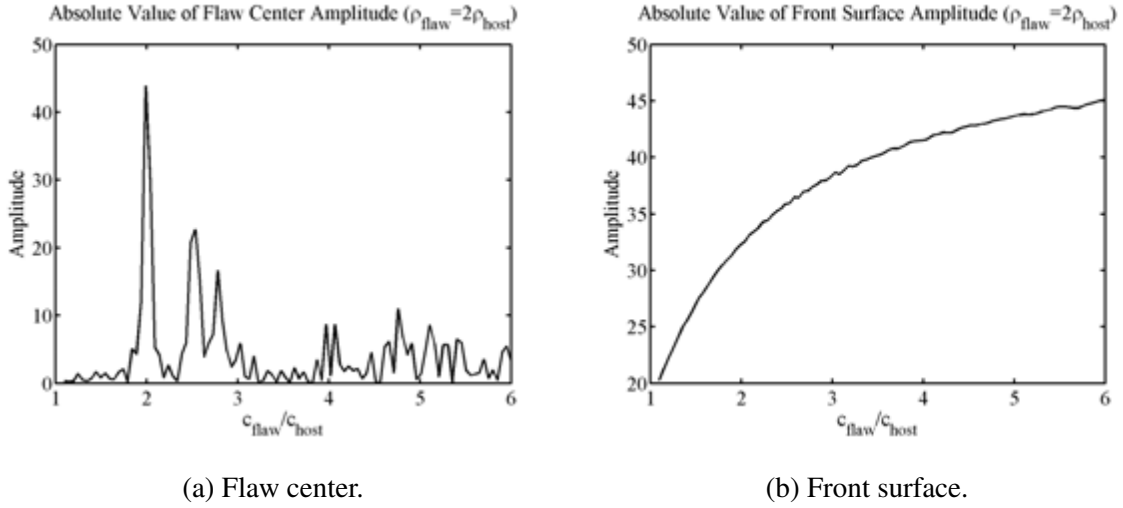 Absolute Value of Flaw Center Amplitude (ρflaw=2ρhost)
50
40
30
20
10
0
Amplitude
1 2 3 4 5 6
cflaw/chost
(a) Flaw center.
Absolute Value of Front Surface Amplitude (ρflaw=2ρhost)
50
45
40
35
30
25
20
Amplitude
1 2 3 4 5 6
cflaw/chost
(b) Front surface.